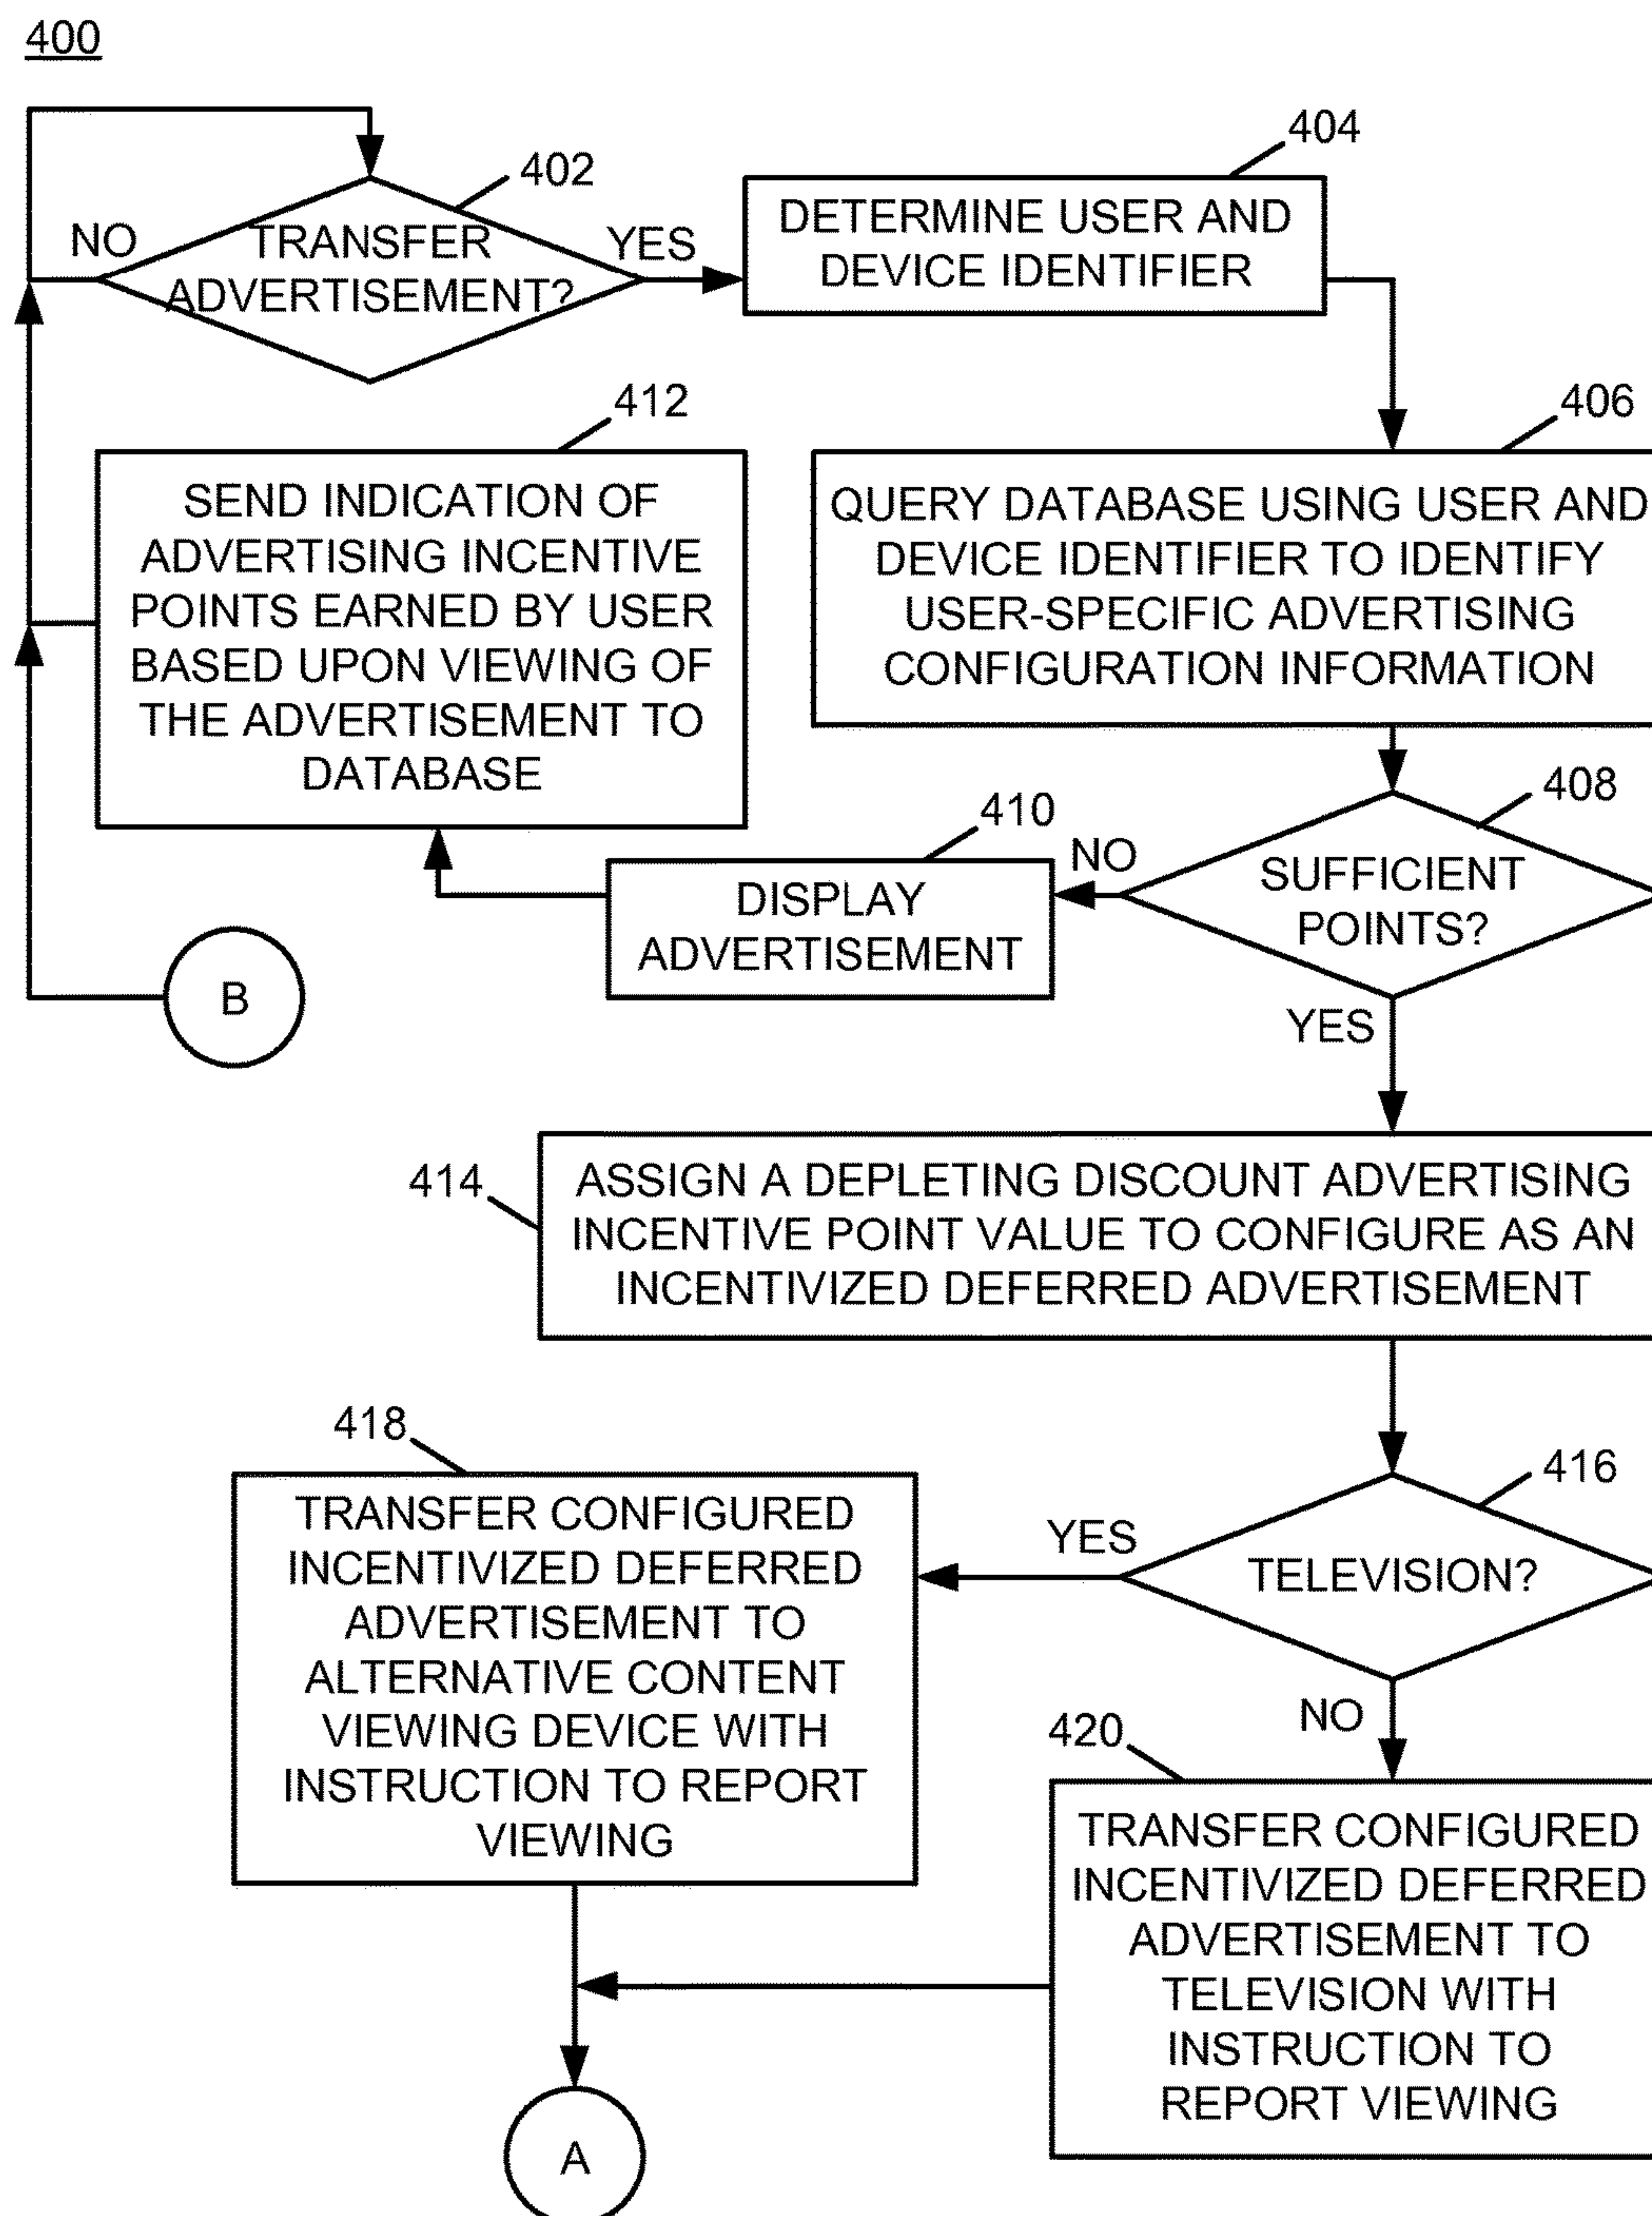 400
402
NO
TRANSFER
ADVERTISEMENT?
YES
404
DETERMINE USER AND
DEVICE IDENTIFIER
406
QUERY DATABASE USING USER AND
DEVICE IDENTIFIER TO IDENTIFY
USER-SPECIFIC ADVERTISING
CONFIGURATION INFORMATION
412
SEND INDICATION OF
ADVERTISING INCENTIVE
POINTS EARNED BY USER
BASED UPON VIEWING OF
THE ADVERTISEMENT TO
DATABASE
408
SUFFICIENT
POINTS?
NO
410
DISPLAY
ADVERTISEMENT
B
YES
414
ASSIGN A DEPLETING DISCOUNT ADVERTISING
INCENTIVE POINT VALUE TO CONFIGURE AS AN
INCENTIVIZED DEFERRED ADVERTISEMENT
416
TELEVISION?
YES
418
TRANSFER CONFIGURED
INCENTIVIZED DEFERRED
ADVERTISEMENT TO
ALTERNATIVE CONTENT
VIEWING DEVICE WITH
INSTRUCTION TO REPORT
VIEWING
NO
420
TRANSFER CONFIGURED
INCENTIVIZED DEFERRED
ADVERTISEMENT TO
TELEVISION WITH
INSTRUCTION TO
REPORT VIEWING
A